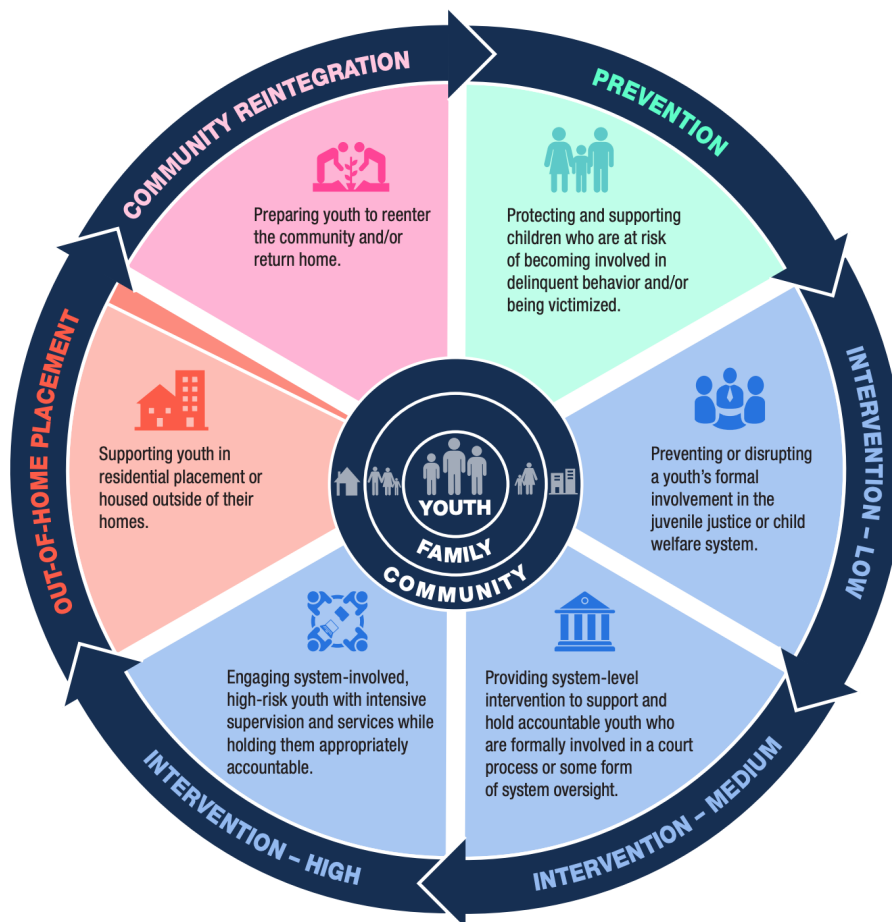 COMMUNITY REINTEGRATION
Preparing youth to reenter
the community and/or
return home.
PREVENTION
Protecting and supporting
children who are at risk
of becoming involved in
delinquent behavior and/or
being victimized.
INTERVENTION – LOW
Preventing or disrupting
a youth’s formal
involvement in the
juvenile justice or child
welfare system.
INTERVENTION – MEDIUM
Providing system-level
intervention to support and
hold accountable youth who
are formally involved in a court
process or some form
of system oversight.
INTERVENTION – HIGH
Engaging system-involved,
high-risk youth with intensive
supervision and services while
holding them appropriately
accountable.
OUT-OF-HOME PLACEMENT
Supporting youth in
residential placement or
housed outside of their
homes.
YOUTH
FAMILY
COMMUNITY